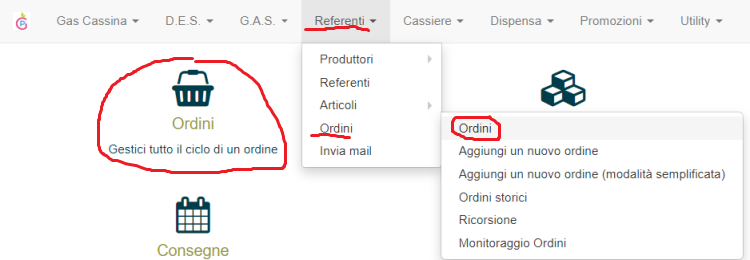 Gas Cassina D.E.S. G.A.S. Referenti Cassiere Dispensa Promozioni Utility
Ordini
Gestici tutto il ciclo di un ordine
Consegne
Produttori
Referenti
Articoli
Ordini
Invia mail
Ordini
Aggiungi un nuovo ordine
Aggiungi un nuovo ordine (modalità semplificata)
Ordini storici
Ricorsione
Monitoraggio Ordini